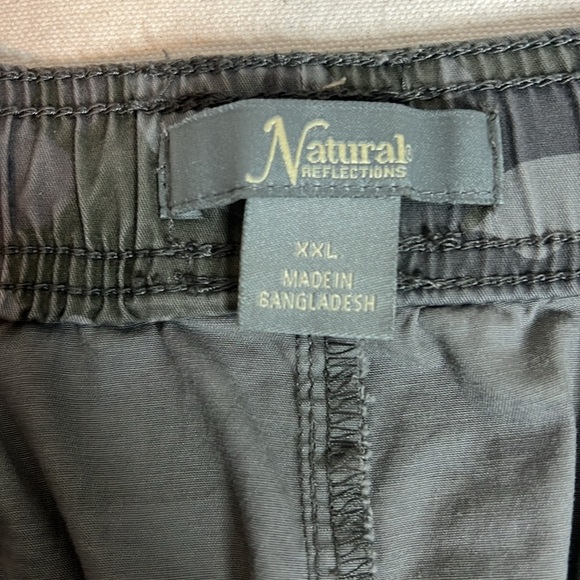 Natural
REFLECTIONS
XXL
MADE IN
BANGLADESH